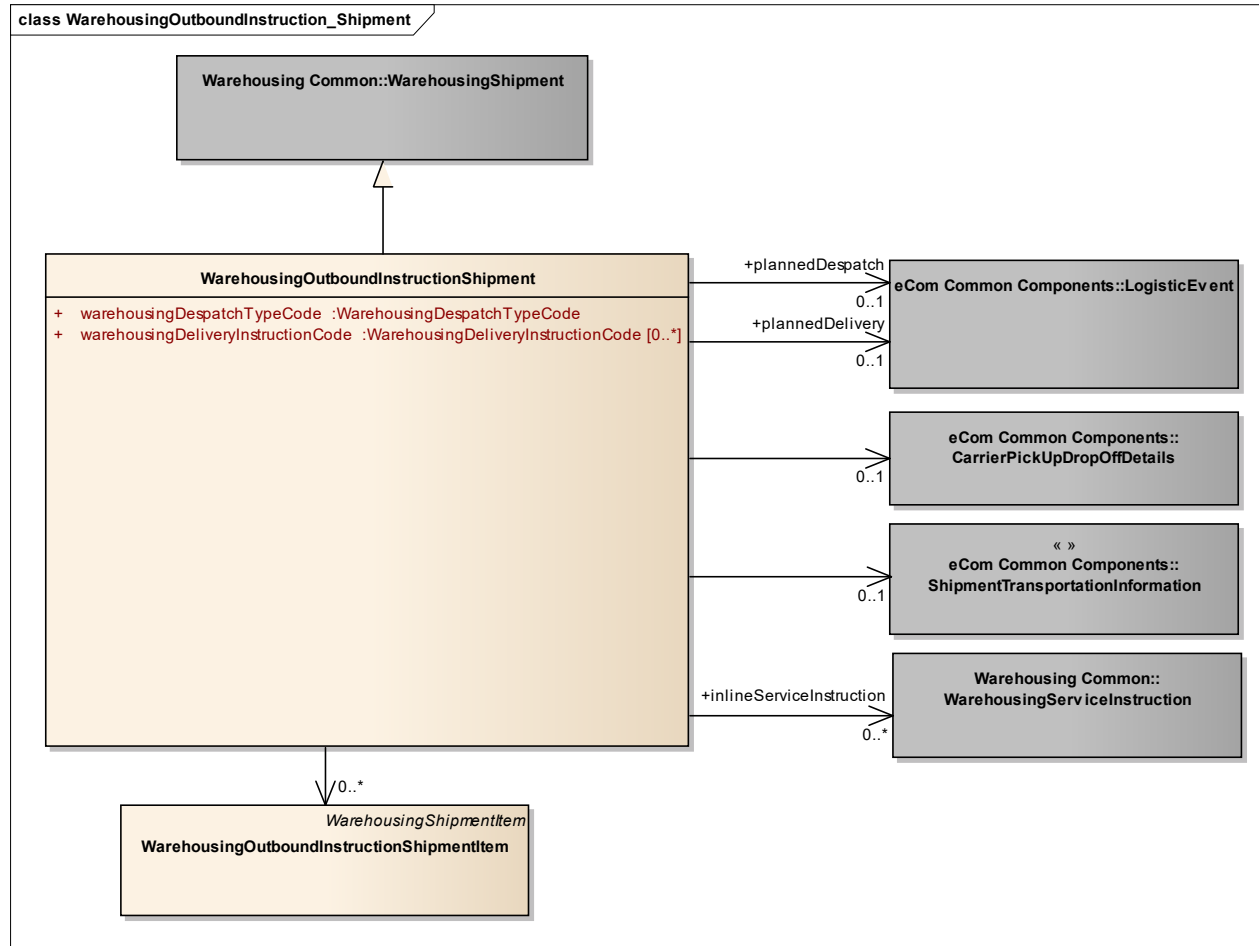 class WarehousingOutboundInstruction_Shipment
Warehousing Common::WarehousingShipment
WarehousingOutboundInstructionShipment
+ warehousingDespatchTypeCode :WarehousingDespatchTypeCode
+ warehousingDeliveryInstructionCode :WarehousingDeliveryInstructionCode [0..*]
+plannedDespatch
0..1
+plannedDelivery
0..1
eCom Common Components::LogisticEvent
0..1
eCom Common Components::
CarrierPickUpDropOffDetails
0..1
« »
eCom Common Components::
ShipmentTransportationInformation
+inlineServiceInstruction
0..*
Warehousing Common::
WarehousingServiceInstruction
0..*
WarehousingShipmentItem
WarehousingOutboundInstructionShipmentItem